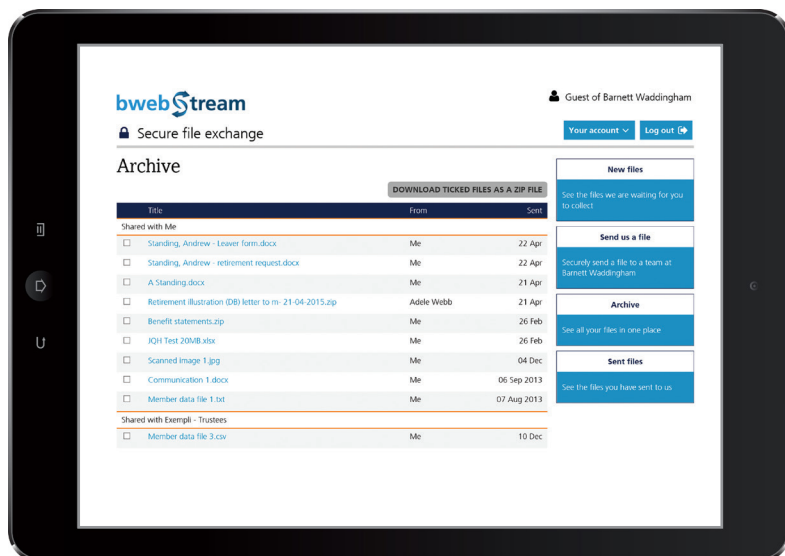 bwebStream
Guest of Barnett Waddingham
Secure file exchange
Your account
Log out
Archive
DOWNLOAD TICKED FILES AS A ZIP FILE
Title From Sent
Shared with Me
Standing, Andrew - Leaver form.docx Me 22 Apr
Standing, Andrew - retirement request.docx Me 22 Apr
A Standing.docx Me 21 Apr
Retirement illustration (DB) letter to m- 21-04-2015.zip Adele Webb 21 Apr
Benefit statements.zip Me 26 Feb
JQH Test 20MB.xlsx Me 26 Feb
Scanned image 1.jpg Me 04 Dec
Communication 1.docx Me 06 Sep 2013
Member data file 1.txt Me 07 Aug 2013
Shared with Exempli - Trustees
Member data file 3.csv Me 10 Dec
New files
See the files we are waiting for you
to collect
Send us a file
Securely send a file to a team at
Barnett Waddingham
Archive
See all your files in one place
Sent files
See the files you have sent to us